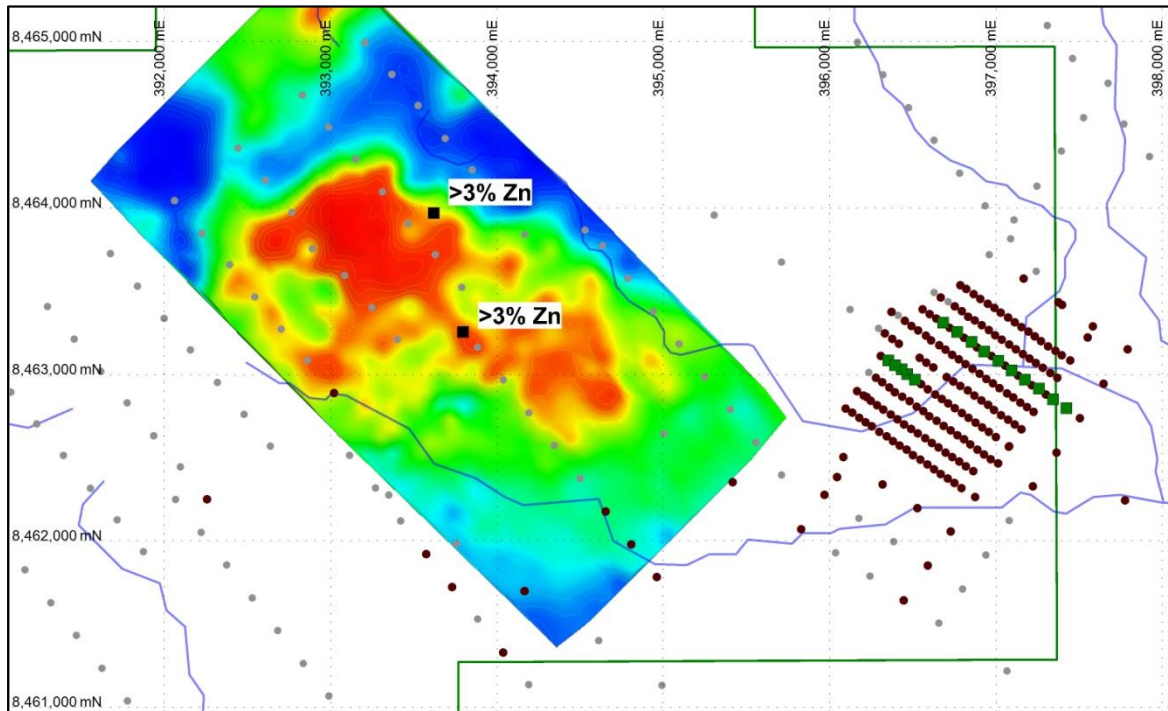 392,000 mE
393,000 mE
394,000 mE
395,000 mE
396,000 mE
397,000 mE
398,000 mE
8,465,000 mN
8,464,000 mN
>3% Zn
>3% Zn
8,463,000 mN
8,462,000 mN
8,461,000 mN